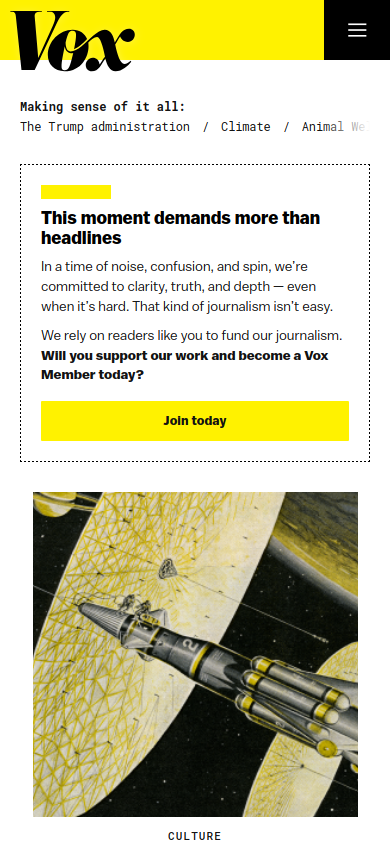 Vox
Making sense of it all:
The Trump administration / Climate / Animal We
This moment demands more than
headlines
In a time of noise, confusion, and spin, we're
committed to clarity, truth, and depth — even
when it's hard. That kind of journalism isn't easy.
We rely on readers like you to fund our journalism.
Will you support our work and become a Vox
Member today?
Join today
2
CULTURE